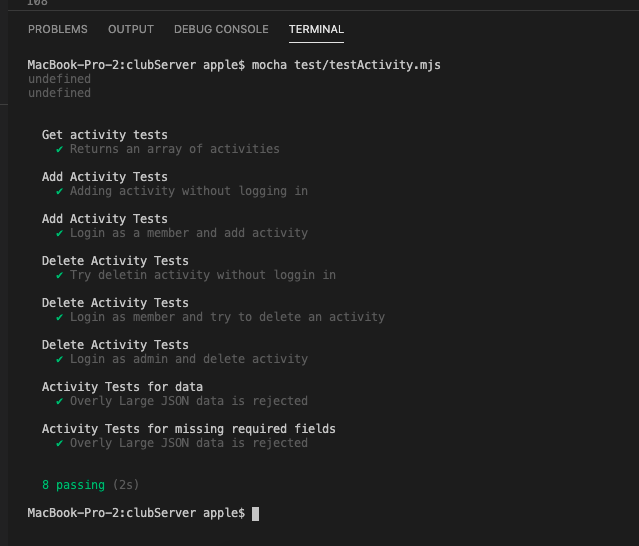 108
PROBLEMS OUTPUT DEBUG CONSOLE TERMINAL
MacBook-Pro-2:clubServer apple$ mocha test/testActivity.mjs
undefined
undefined
Get activity tests
✔ Returns an array of activities
Add Activity Tests
✔ Adding activity without logging in
Add Activity Tests
✔ Login as a member and add activity
Delete Activity Tests
✔ Try deletin activity without loggin in
Delete Activity Tests
✔ Login as member and try to delete an activity
Delete Activity Tests
✔ Login as admin and delete activity
Activity Tests for data
✔ Overly Large JSON data is rejected
Activity Tests for missing required fields
✔ Overly Large JSON data is rejected
8 passing (2s)
MacBook-Pro-2:clubServer apple$